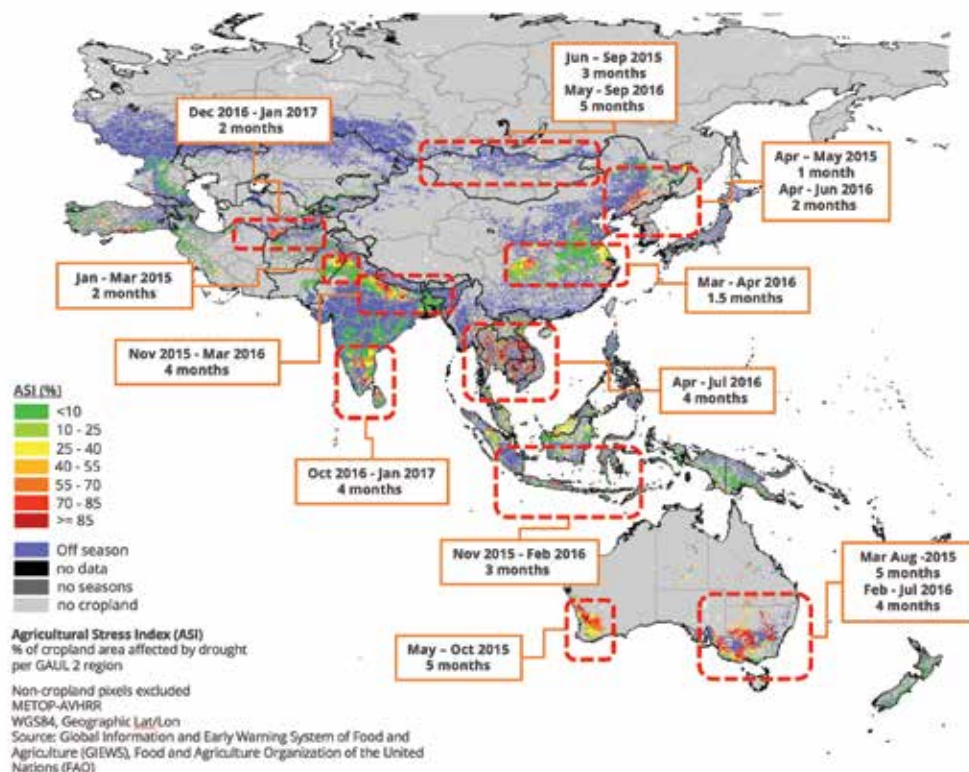 Jun – Sep 2015
3 months
May – Sep 2016
5 months
Dec 2016 - Jan 2017
2 months
Apr – May 2015
1 month
Apr - Jun 2016
2 months
Jan - Mar 2015
2 months
Mar - Apr 2016
1.5 months
Nov 2015 - Mar 2016
4 months
Apr - Jul 2016
4 months
Oct 2016 - Jan 2017
4 months
Nov 2015 - Feb 2016
3 months
Mar Aug -2015
5 months
Feb - Jul 2016
4 months
May – Oct 2015
5 months
ASI (%)
<10
10 - 25
25 - 40
40 - 55
55 - 70
70 - 85
>= 85
Off season
no data
no seasons
no cropland
Agricultural Stress Index (ASI)
% of cropland area affected by drought
per GAUL 2 region
Non-cropland pixels excluded
METOP-AVHRR
WGS84, Geographic Lat/Lon
Source: Global Information and Early Warning System of Food and
Agriculture (GIEWS), Food and Agriculture Organization of the United
Nations (FAO)